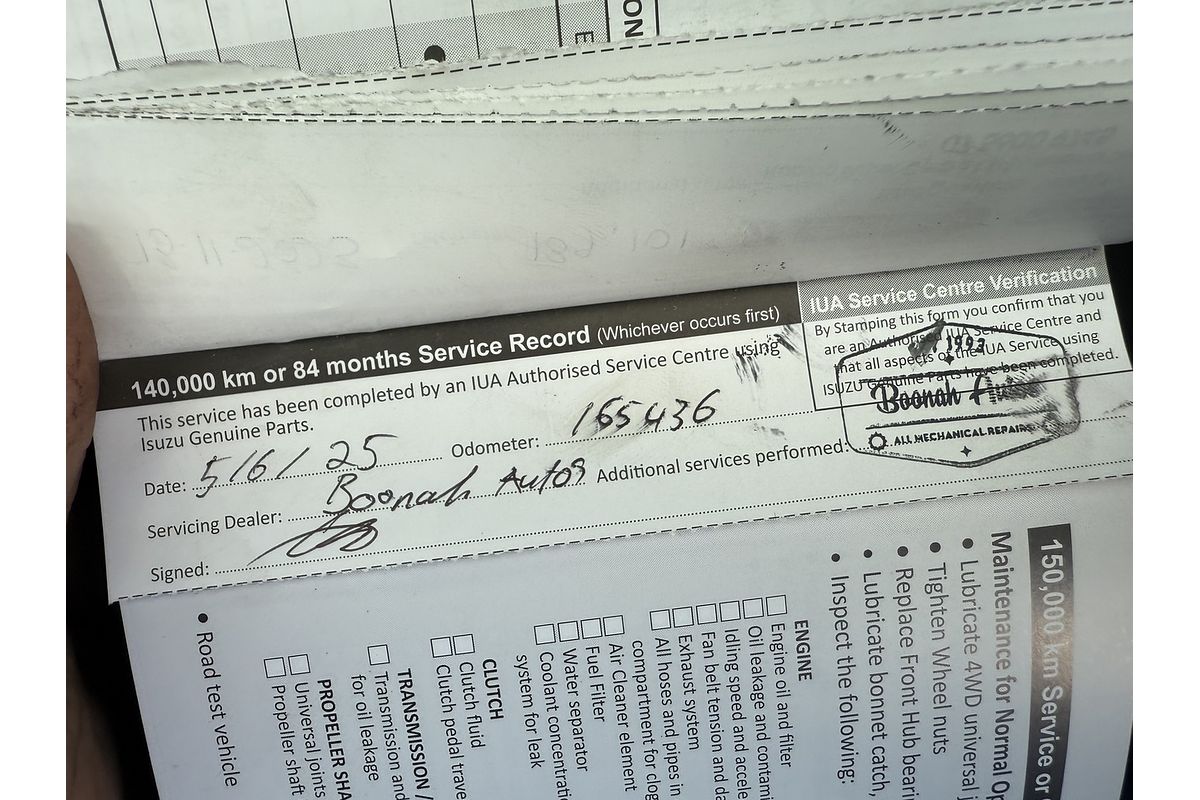 ON
E
140,000 km or 84 months Service Record (Whichever occurs first)
This service has been completed by an IUA Authorised Service Centre using
Isuzu Genuine Parts.
Date: 5/6/25 Odometer: 165436
Servicing Dealer: Boonah Autos Additional services performed:
Signed:
IUA Service Centre Verification
By Stamping this form you confirm that you
are an Authorised IUA Service Centre and
that all aspects of the IUA Service using
ISUZU Genuine Parts have been completed.
1993
Boonah
ALL MECHANICAL REPAIRS
150,000 km Service or
Maintenance for Normal Op
• Lubricate 4WD universal j
• Tighten Wheel nuts
• Replace Front Hub beari
• Lubricate bonnet catch,
• Inspect the following:
ENGINE
Engine oil and filter
Oil leakage and contami
Idling speed and accele
Fan belt tension and da
Exhaust system
All hoses and pipes in
compartment for clog
Air Cleaner element
Fuel Filter
Water separator
Coolant concentratio
system for leak
CLUTCH
Clutch fluid
Clutch pedal trave
TRANSMISSION /
Transmission and
for oil leakage
PROPELLER SHA
Universal joints
Propeller shaft
• Road test vehicle